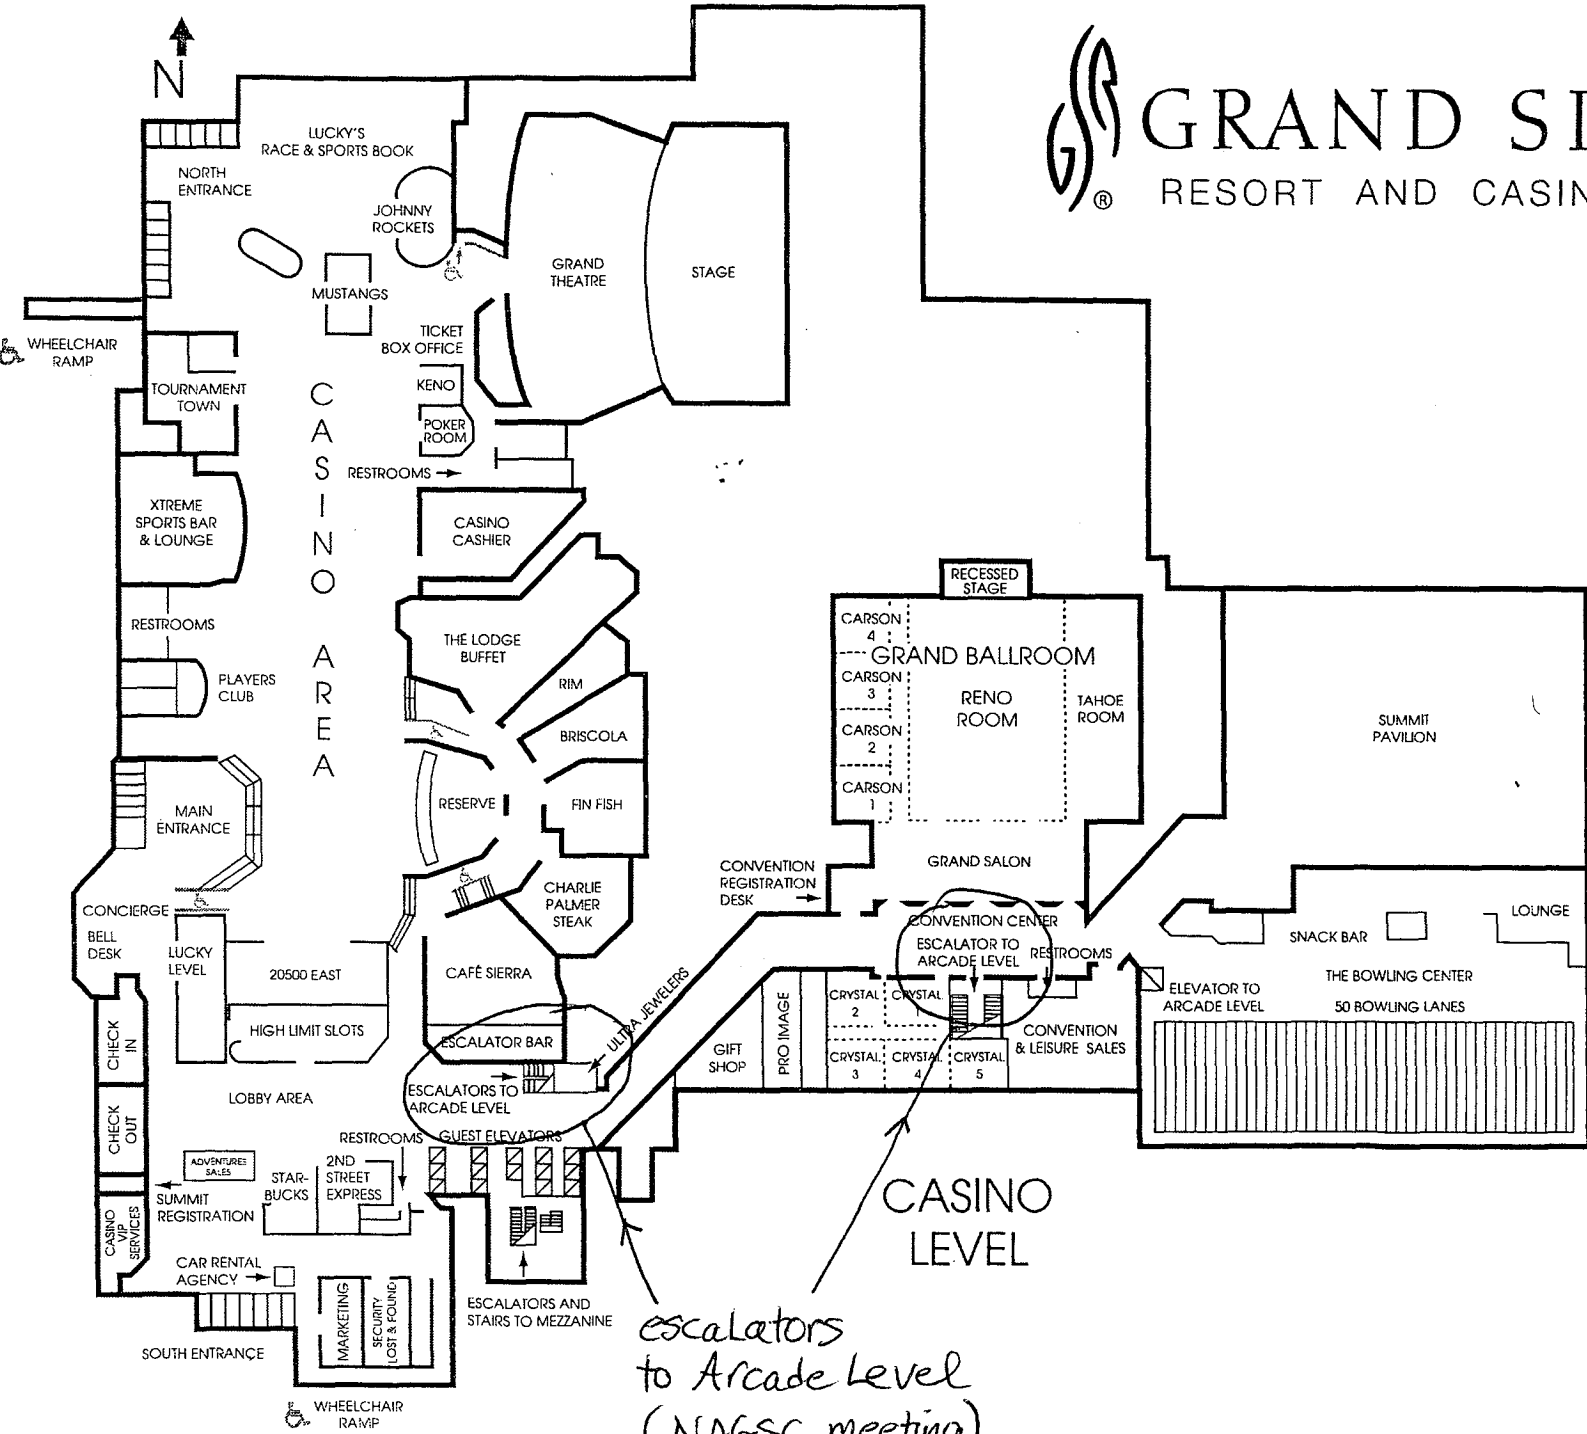 N
GRAND SI
RESORT AND CASIN
®
LUCKY'S
RACE & SPORTS BOOK
NORTH
ENTRANCE
JOHNNY
ROCKETS
GRAND
THEATRE
STAGE
MUSTANGS
TICKET
BOX OFFICE
WHEELCHAIR
RAMP
KENO
TOURNAMENT
TOWN
POKER
ROOM
RESTROOMS
CASINO AREA
XTREME
SPORTS BAR
& LOUNGE
CASINO
CASHIER
RECESSED
STAGE
RESTROOMS
THE LODGE
BUFFET
CARSON
4
GRAND BALLROOM
CARSON
3
RENO
ROOM
TAHOE
ROOM
CARSON
2
CARSON
1
PLAYERS
CLUB
RIM
BRISCOLA
SUMMIT
PAVILION
MAIN
ENTRANCE
RESERVE
FIN FISH
GRAND SALON
CONVENTION
REGISTRATION
DESK
CHARLIE
PALMER
STEAK
CONCIERGE
BELL
DESK
LUCKY
LEVEL
20500 EAST
CAFÉ SIERRA
CONVENTION CENTER
ESCALATOR TO
ARCADE LEVEL
RESTROOMS
SNACK BAR
LOUNGE
THE BOWLING CENTER
50 BOWLING LANES
ELEVATOR TO
ARCADE LEVEL
ULTRA JEWELERS
CRYSTAL
2
CRYSTAL
1
CRYSTAL
3
CRYSTAL
4
CRYSTAL
5
CONVENTION
& LEISURE SALES
PRO IMAGE
GIFT
SHOP
CHECK
IN
HIGH LIMIT SLOTS
ESCALATOR BAR
ESCALATORS TO
ARCADE LEVEL
LOBBY AREA
CHECK
OUT
RESTROOMS
GUEST ELEVATORS
ADVENTURE
SALES
SUMMIT
REGISTRATION
STAR-
BUCKS
2ND
STREET
EXPRESS
CASINO
VIP
SERVICES
CAR RENTAL
AGENCY
MARKETING
SECURITY
LOST & FOUND
ESCALATORS AND
STAIRS TO MEZZANINE
SOUTH ENTRANCE
WHEELCHAIR
RAMP
CASINO
LEVEL
escalators
to Arcade Level
(NAGSC meeting)